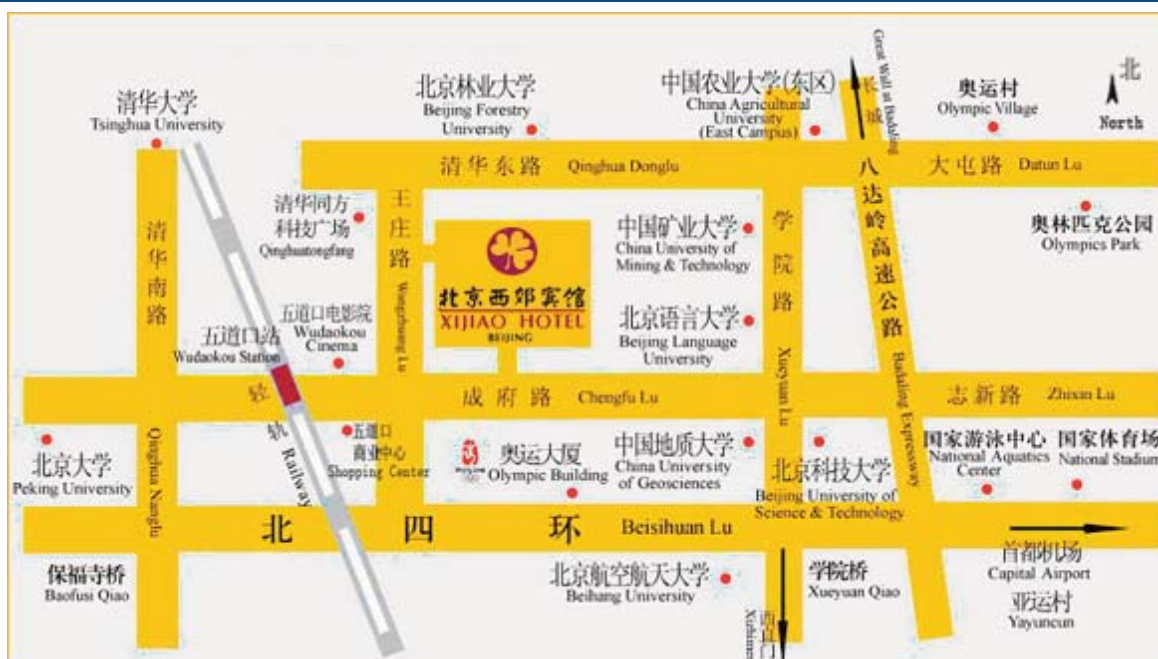 清华大学
Tsinghua University
北京林业大学
Beijing Forestry
University
中国农业大学(东区)
China Agricultural
University
(East Campus)
Great Wall at Badaling
长城
奥运村
Olympic Village
北
North
清华东路 Qinghua Donglu
大屯路 Datun Lu
清华南路
Qinghua Nanglu
清华同方
科技广场
Qinghuatongfang
王庄路
Wangzhuang Lu
北京西郊宾馆
XIJIAO HOTEL
BEIJING
中国矿业大学
China University of
Mining & Technology
学院路
Xueyuan Lu
八达岭高速公路
Badaling Expressway
奥林匹克公园
Olympics Park
五道口站
Wudaokou Station
五道口电影院
Wudaokou
Cinema
北京语言大学
Beijing Language
University
轻轨 Railway
成府路 Chengfu Lu
志新路 Zhixin Lu
北京大学
Peking University
五道口
商业中心
Shopping Center
奥运大厦
Olympic Building
中国地质大学
China University
of Geosciences
北京科技大学
Beijing University of
Science & Technology
国家游泳中心
National Aquatics
Center
国家体育场
National Stadium
北四环 Beisihuan Lu
保福寺桥
Baofusi Qiao
北京航空航天大学
Beihang University
西直门
Xizhimen
学院桥
Xueyuan Qiao
首都机场
Capital Airport
亚运村
Yayuncun